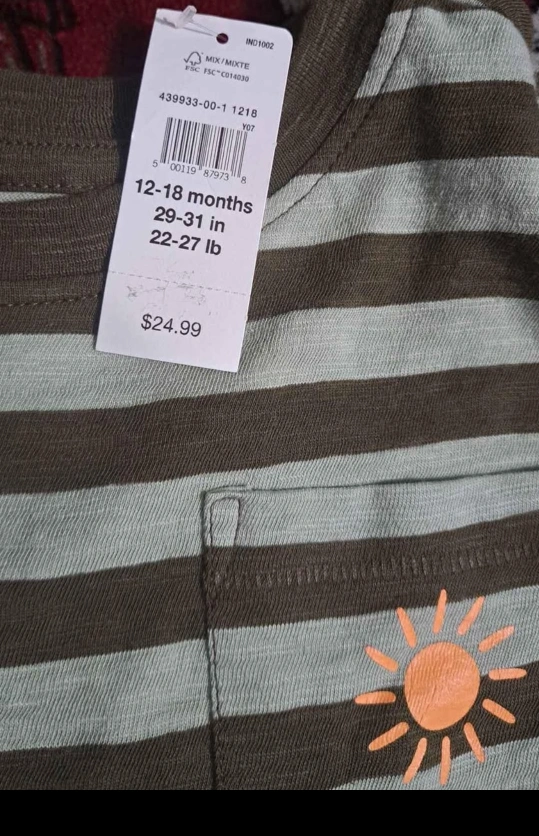 IND1002
MIX/MIXTE
FSC FSC™ C014030
439933-00-1 1218
Y07
5 00119 87973 8
12-18 months
29-31 in
22-27 lb
$24.99